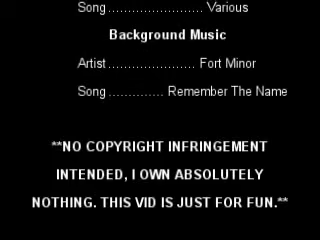 Song........................ Various
Background Music
Artist...................... Fort Minor
Song.............. Remember The Name
**NO COPYRIGHT INFRINGEMENT
INTENDED, I OWN ABSOLUTELY
NOTHING. THIS VID IS JUST FOR FUN.**